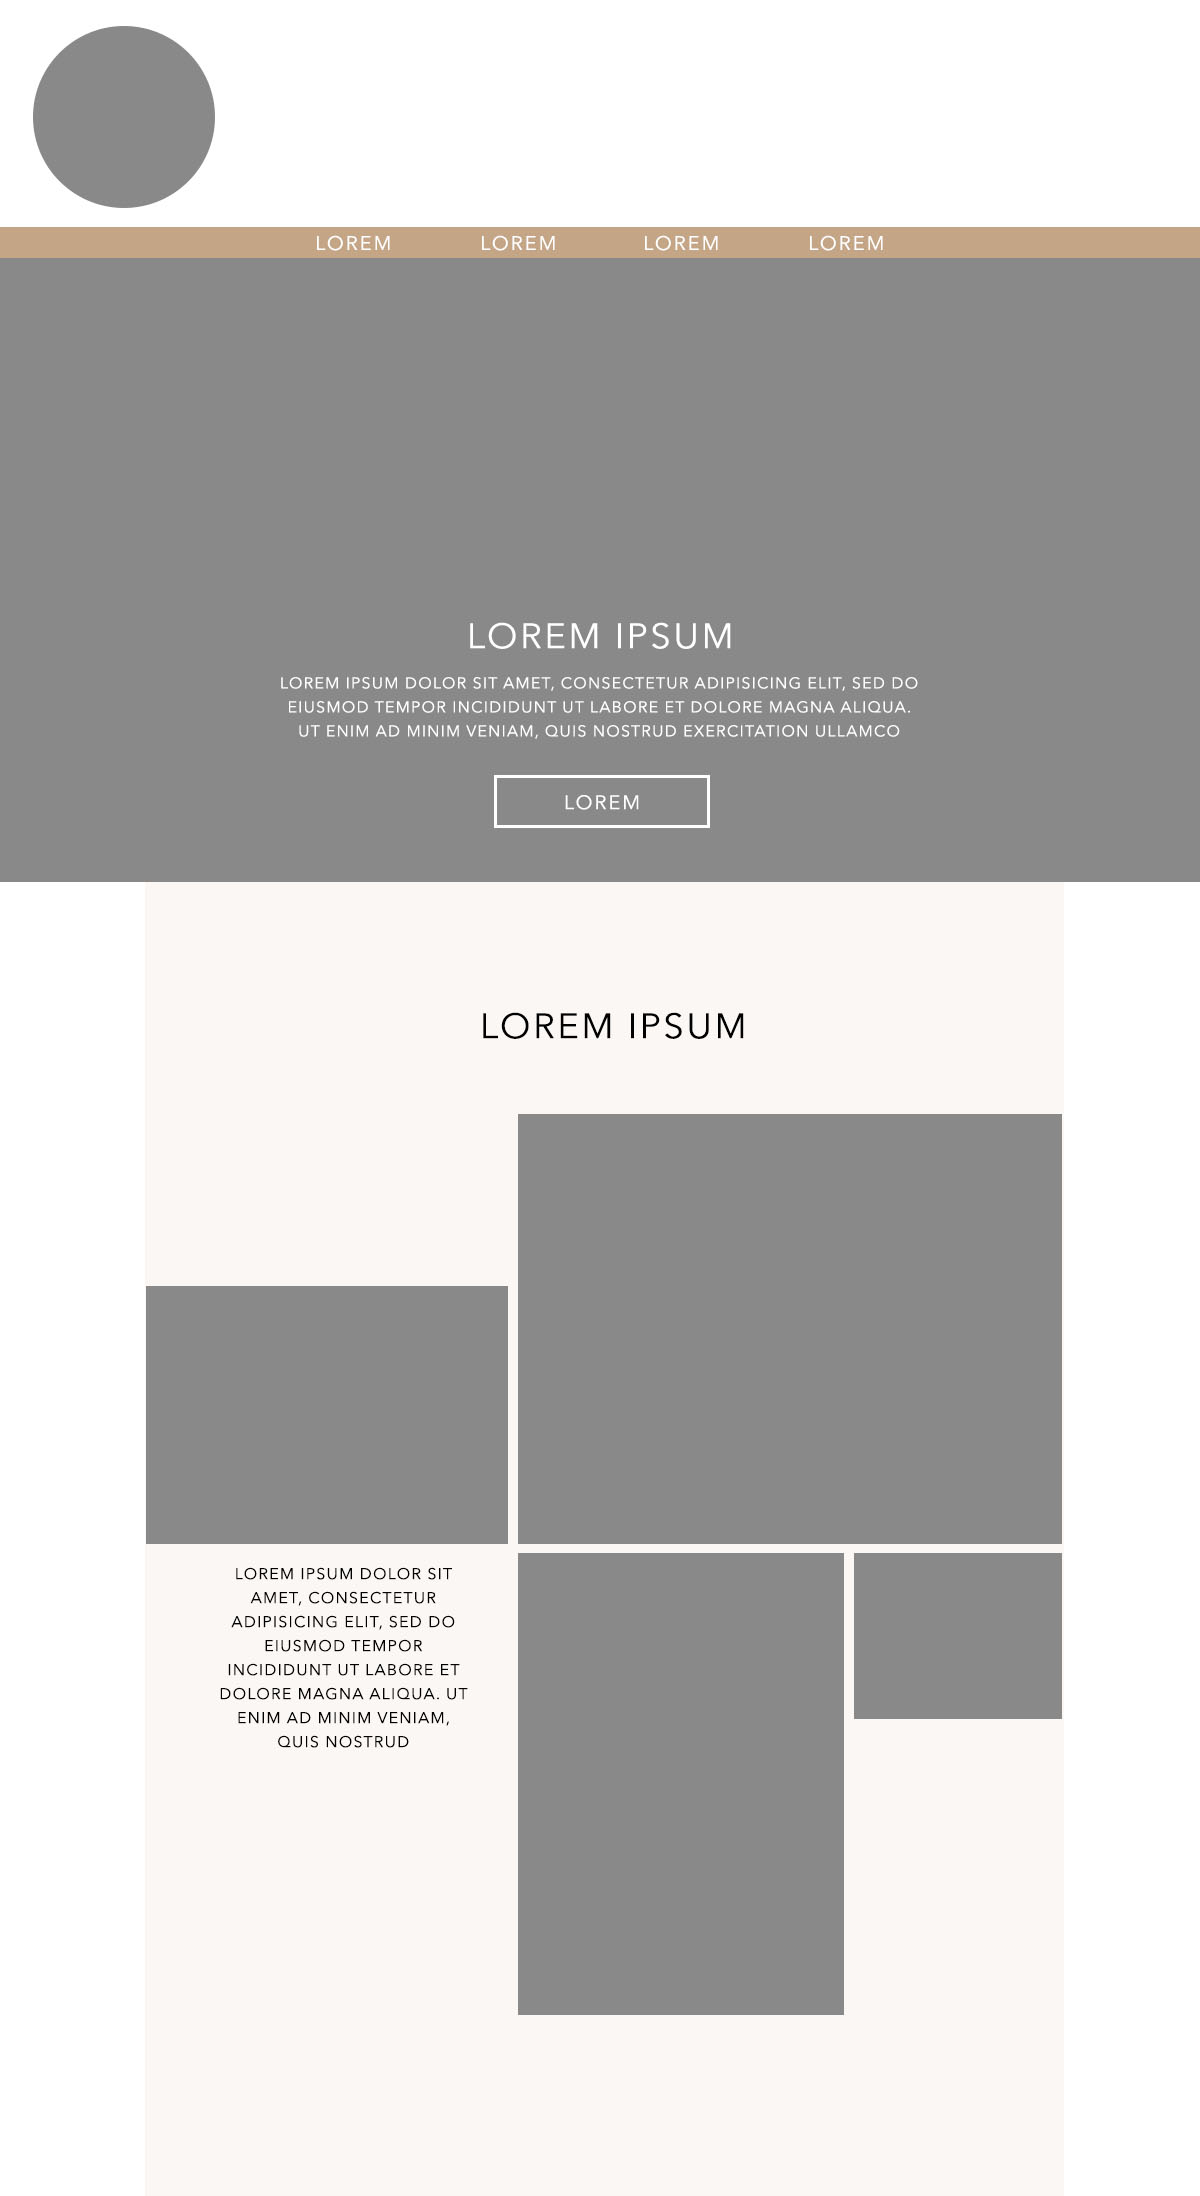 LOREM LOREM LOREM LOREM
LOREM IPSUM
LOREM IPSUM DOLOR SIT AMET, CONSECTETUR ADIPISICING ELIT, SED DO
EIUSMOD TEMPOR INCIDIDUNT UT LABORE ET DOLORE MAGNA ALIQUA.
UT ENIM AD MINIM VENIAM, QUIS NOSTRUD EXERCITATION ULLAMCO
LOREM
LOREM IPSUM
LOREM IPSUM DOLOR SIT
AMET, CONSECTETUR
ADIPISICING ELIT, SED DO
EIUSMOD TEMPOR
INCIDIDUNT UT LABORE ET
DOLORE MAGNA ALIQUA. UT
ENIM AD MINIM VENIAM,
QUIS NOSTRUD